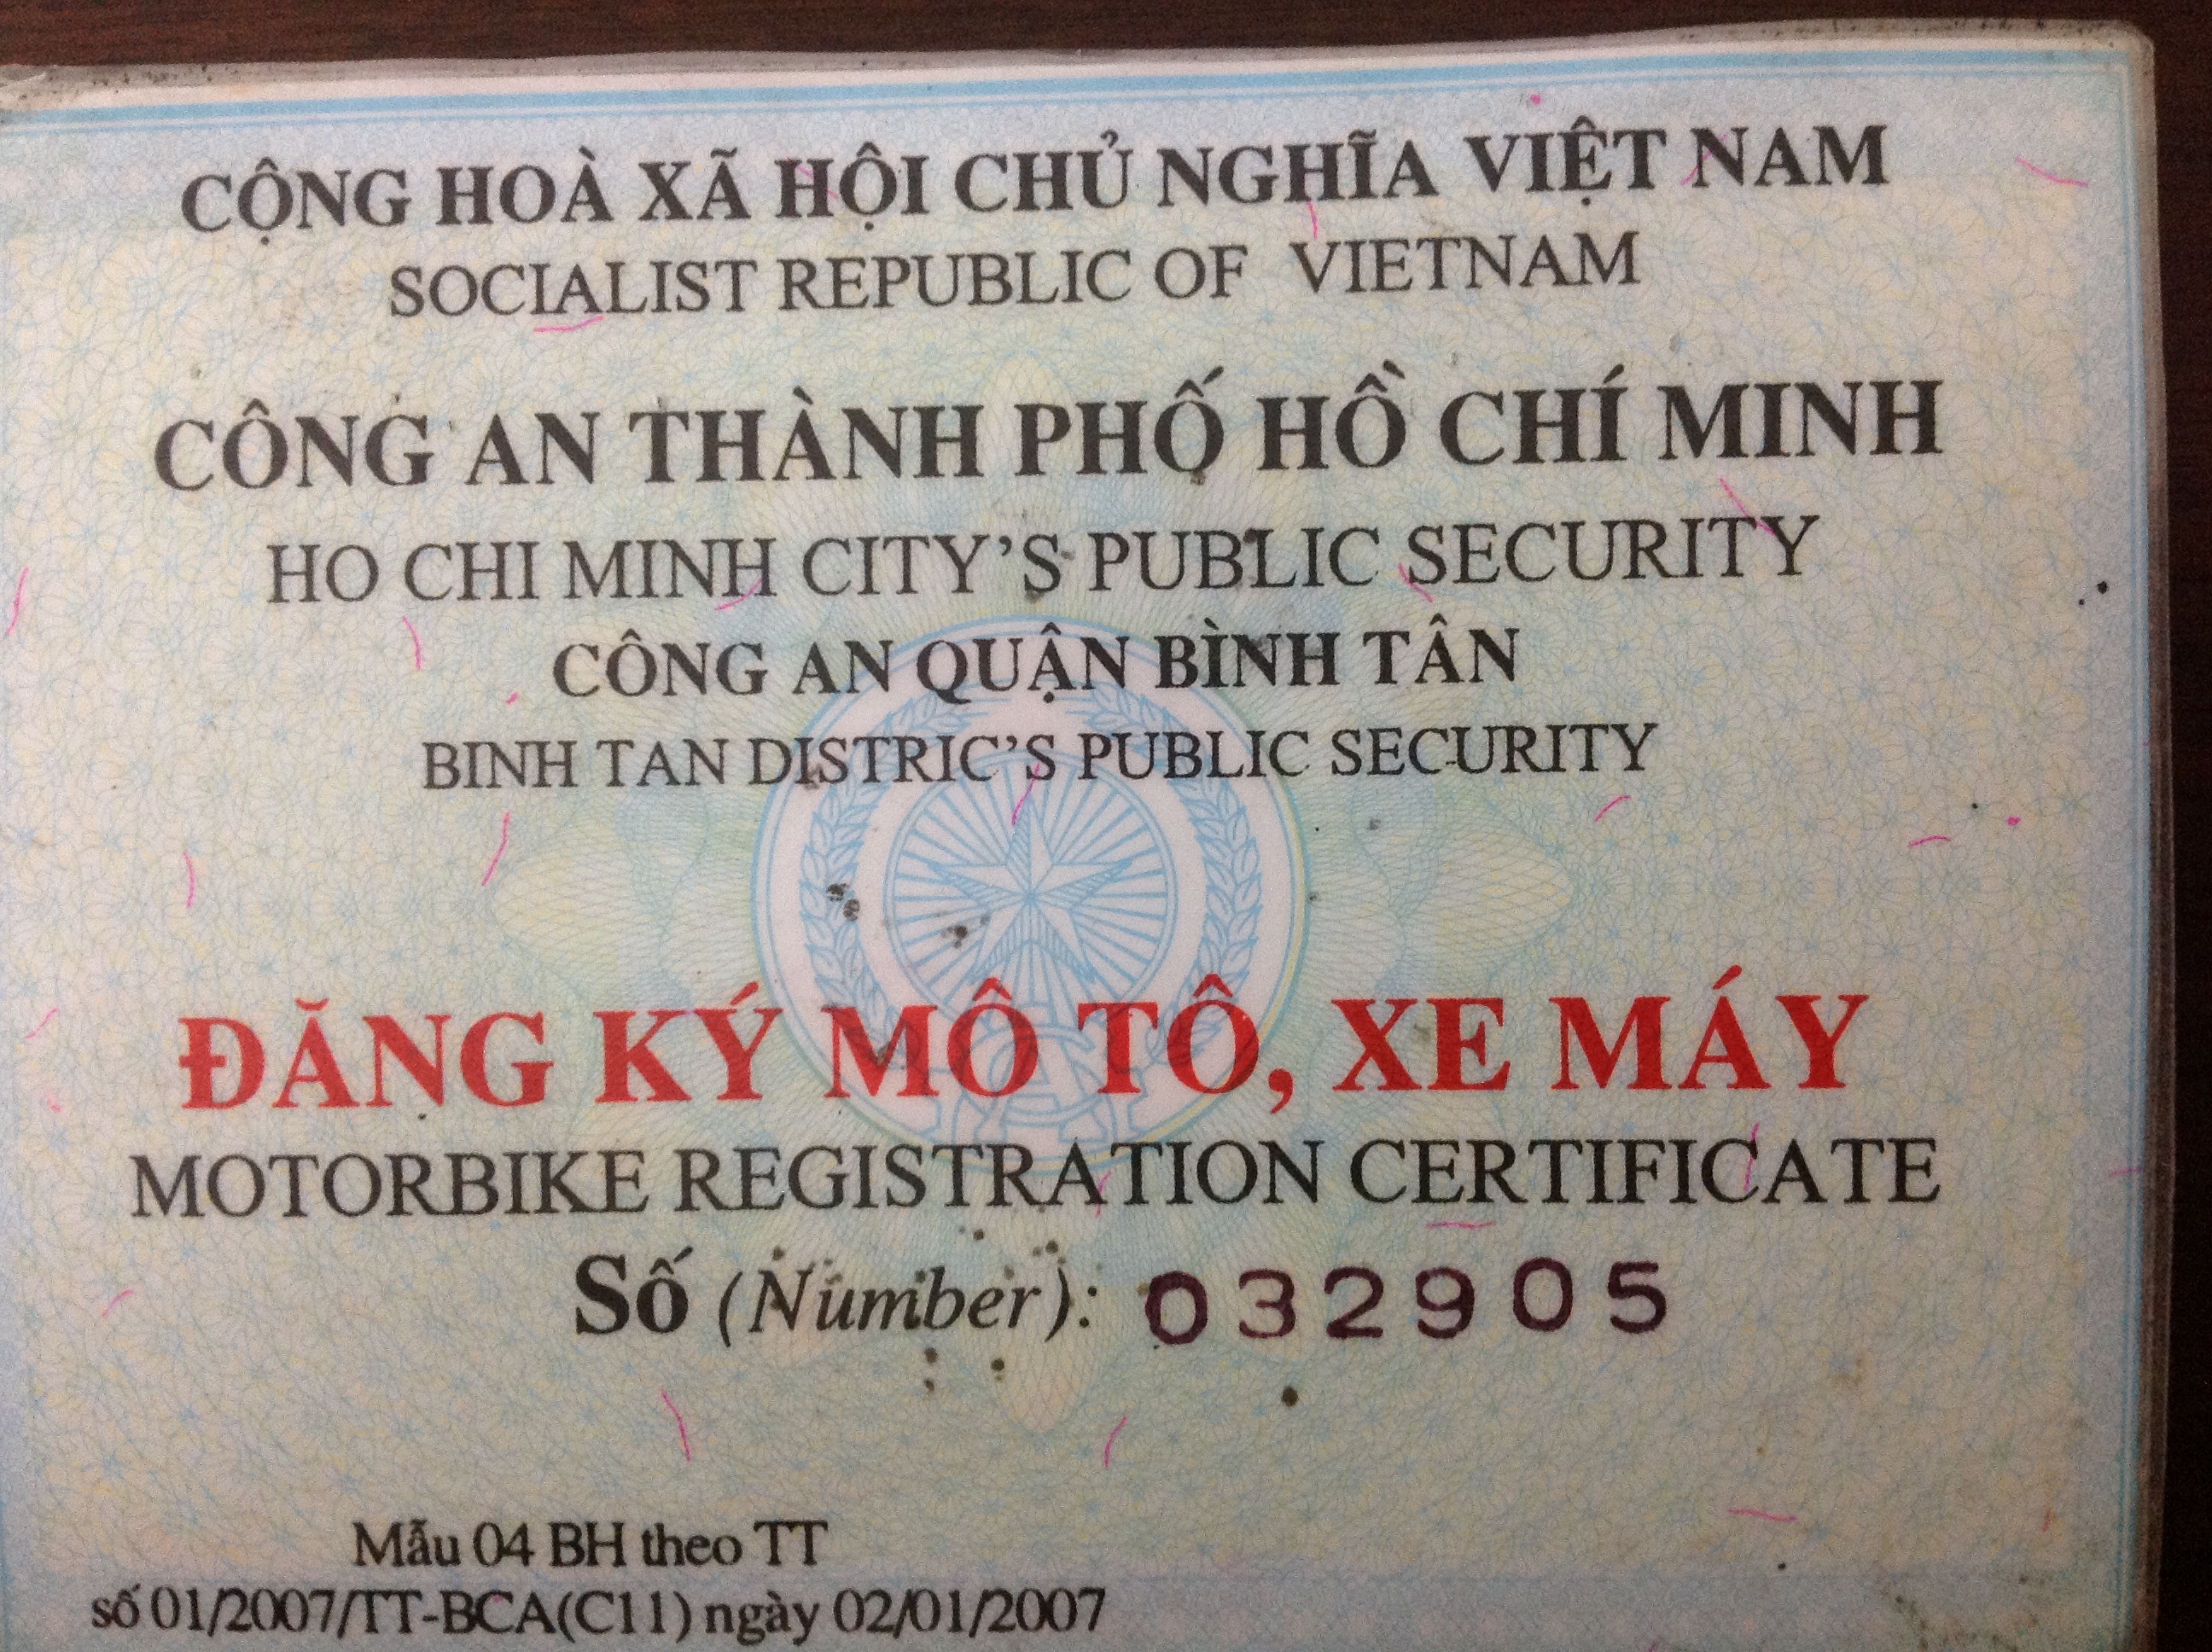 CỘNG HOÀ XÃ HỘI CHỦ NGHĨA VIỆT NAM
SOCIALIST REPUBLIC OF VIETNAM
CÔNG AN THÀNH PHỐ HỒ CHÍ MINH
HO CHI MINH CITY’S PUBLIC SECURITY
CÔNG AN QUẬN BÌNH TÂN
BINH TAN DISTRIC’S PUBLIC SECURITY
ĐĂNG KÝ MÔ TÔ, XE MÁY
MOTORBIKE REGISTRATION CERTIFICATE
Số (Number): 032905
Mẫu 04 BH theo TT
số 01/2007/TT-BCA(C11) ngày 02/01/2007